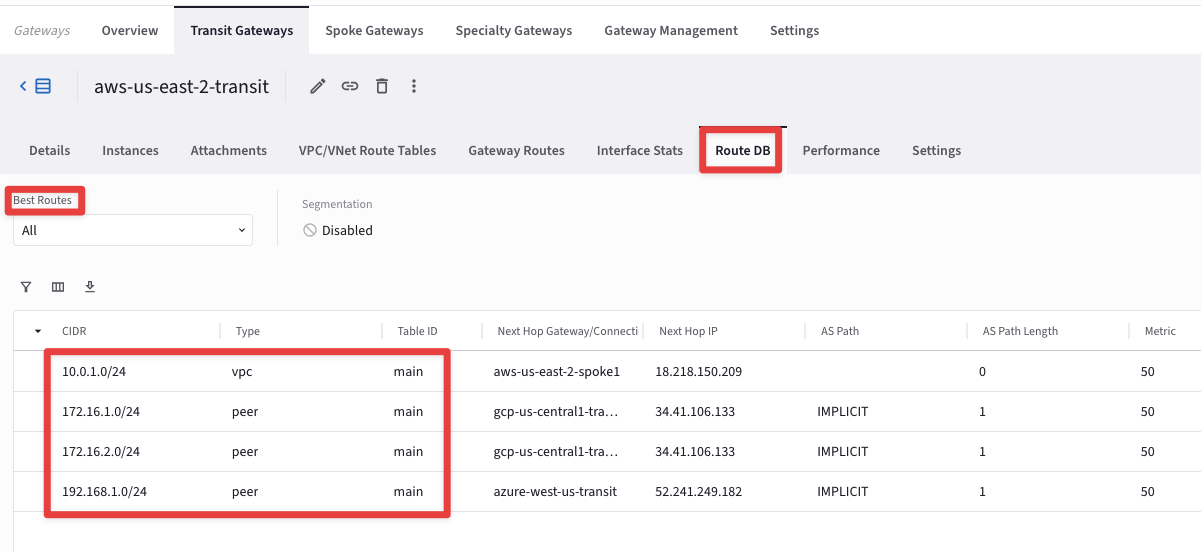 Gateways Overview Transit Gateways Spoke Gateways Specialty Gateways Gateway Management Settings
aws-us-east-2-transit
Details Instances Attachments VPC/VNet Route Tables Gateway Routes Interface Stats Route DB Performance Settings
Best Routes Segmentation
All Disabled
CIDR Type Table ID Next Hop Gateway/Connecti Next Hop IP AS Path AS Path Length Metric
10.0.1.0/24 vpc main aws-us-east-2-spoke1 18.218.150.209 0 50
172.16.1.0/24 peer main gcp-us-central1-tra... 34.41.106.133 IMPLICIT 1 50
172.16.2.0/24 peer main gcp-us-central1-tra... 34.41.106.133 IMPLICIT 1 50
192.168.1.0/24 peer main azure-west-us-transit 52.241.249.182 IMPLICIT 1 50